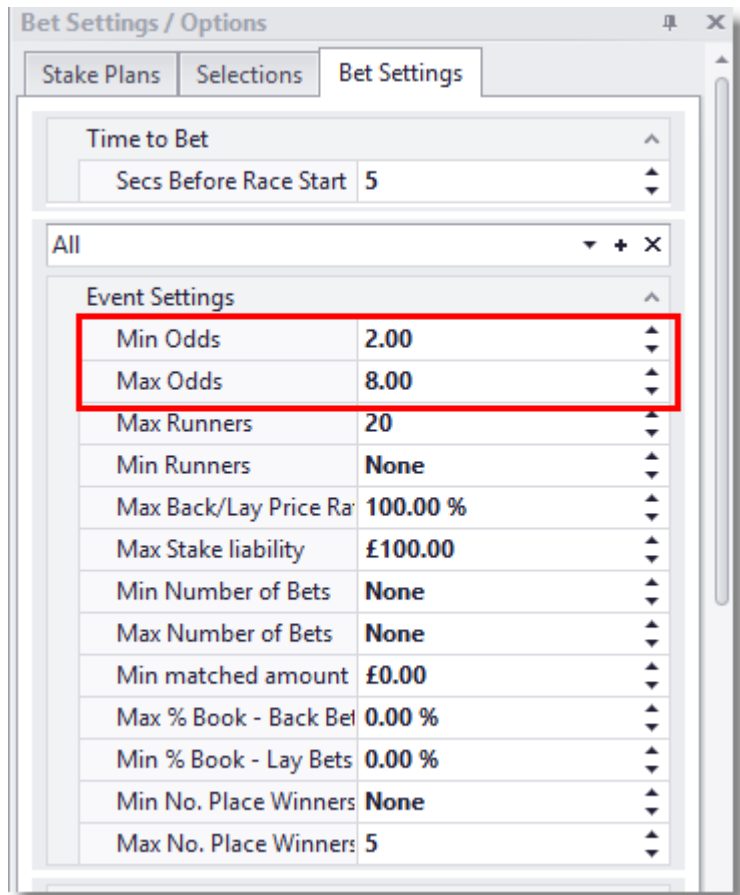 Bet Settings / Options
Stake Plans Selections Bet Settings
Time to Bet
Secs Before Race Start 5
All
Event Settings
Min Odds 2.00
Max Odds 8.00
Max Runners 20
Min Runners None
Max Back/Lay Price Ra 100.00 %
Max Stake liability £100.00
Min Number of Bets None
Max Number of Bets None
Min matched amount £0.00
Max % Book - Back Bet 0.00 %
Min % Book - Lay Bets 0.00 %
Min No. Place Winners None
Max No. Place Winners 5